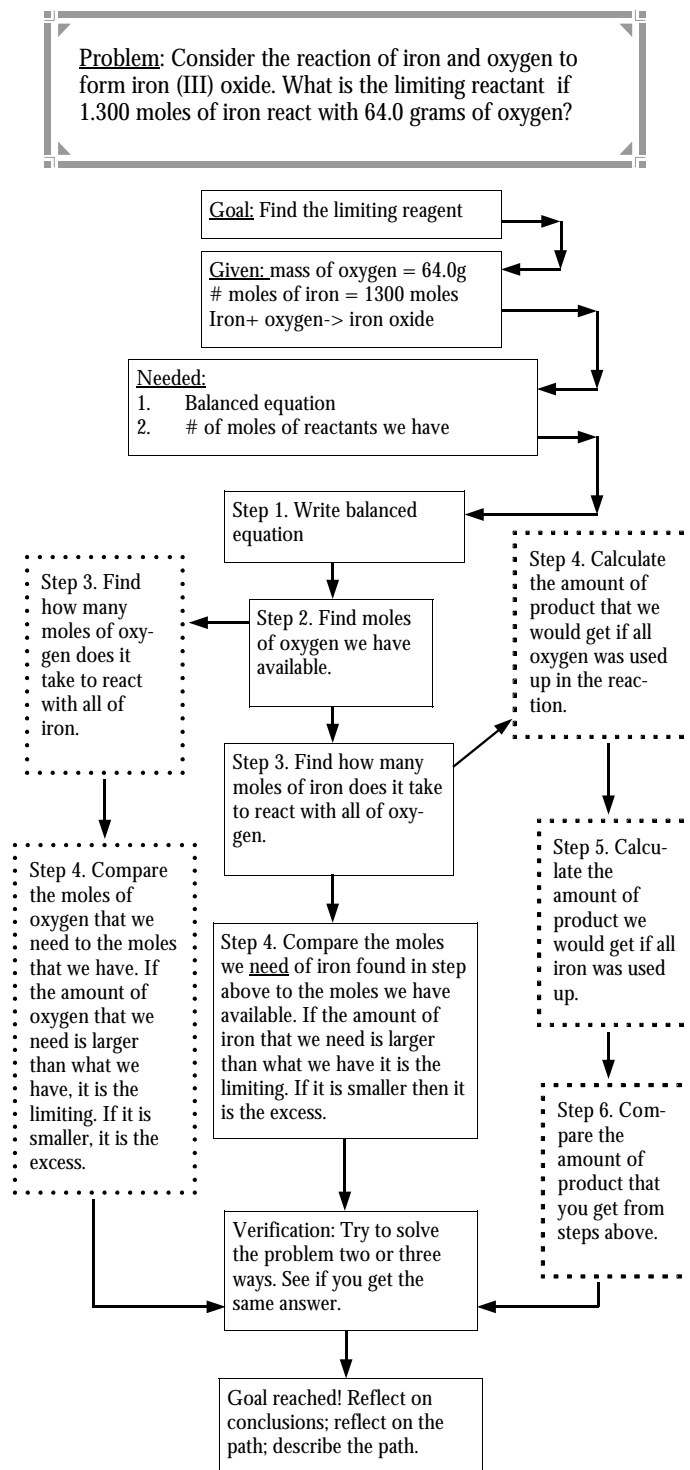 Problem: Consider the reaction of iron and oxygen to
form iron (III) oxide. What is the limiting reactant if
1.300 moles of iron react with 64.0 grams of oxygen?
Goal: Find the limiting reagent
Given: mass of oxygen = 64.0g
# moles of iron = 1300 moles
Iron+ oxygen-> iron oxide
Needed:
1. Balanced equation
2. # of moles of reactants we have
Step 1. Write balanced
equation
Step 2. Find moles
of oxygen we have
available.
Step 3. Find how many
moles of iron does it take
to react with all of oxy-
gen.
Step 4. Compare the moles
we need of iron found in step
above to the moles we have
available. If the amount of
iron that we need is larger
than what we have it is the
limiting. If it is smaller then it
is the excess.
Step 3. Find
how many
moles of oxy-
gen does it
take to react
with all of
iron.
Step 4. Compare
the moles of
oxygen that we
need to the moles
that we have. If
the amount of
oxygen that we
need is larger
than what we
have, it is the
limiting. If it is
smaller, it is the
excess.
Step 4. Calculate
the amount of
product that we
would get if all
oxygen was used
up in the reac-
tion.
Step 5. Calcu-
late the
amount of
product we
would get if all
iron was used
up.
Step 6. Com-
pare the
amount of
product that
you get from
steps above.
Verification: Try to solve
the problem two or three
ways. See if you get the
same answer.
Goal reached! Reflect on
conclusions; reflect on the
path; describe the path.